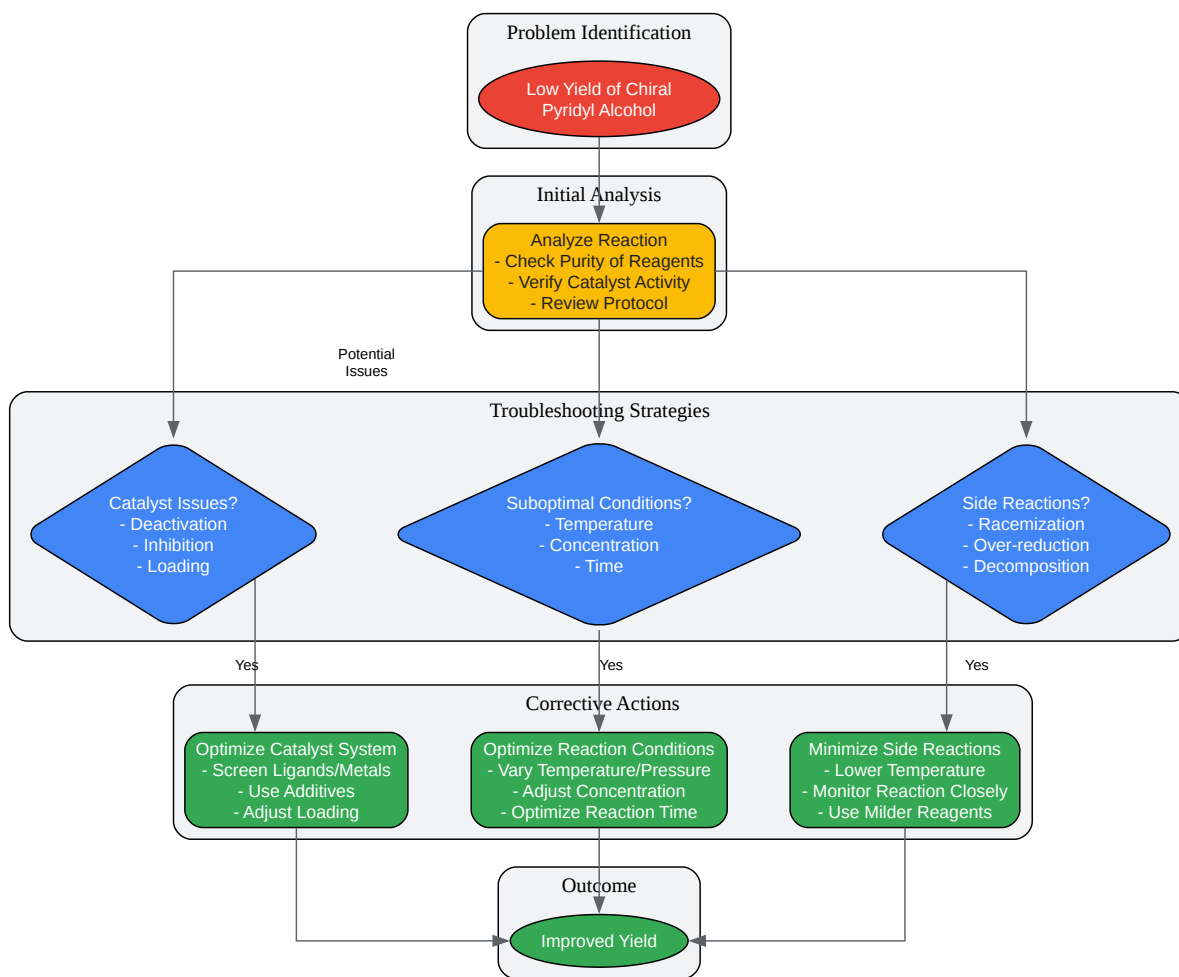 Problem Identification
Low Yield of Chiral
Pyridyl Alcohol
Initial Analysis
Analyze Reaction
- Check Purity of Reagents
- Verify Catalyst Activity
- Review Protocol
Potential
Issues
Troubleshooting Strategies
Catalyst Issues?
- Deactivation
- Inhibition
- Loading
Suboptimal Conditions?
- Temperature
- Concentration
- Time
Side Reactions?
- Racemization
- Over-reduction
- Decomposition
Yes
Yes
Yes
Corrective Actions
Optimize Catalyst System
- Screen Ligands/Metals
- Use Additives
- Adjust Loading
Optimize Reaction Conditions
- Vary Temperature/Pressure
- Adjust Concentration
- Optimize Reaction Time
Minimize Side Reactions
- Lower Temperature
- Monitor Reaction Closely
- Use Milder Reagents
Outcome
Improved Yield